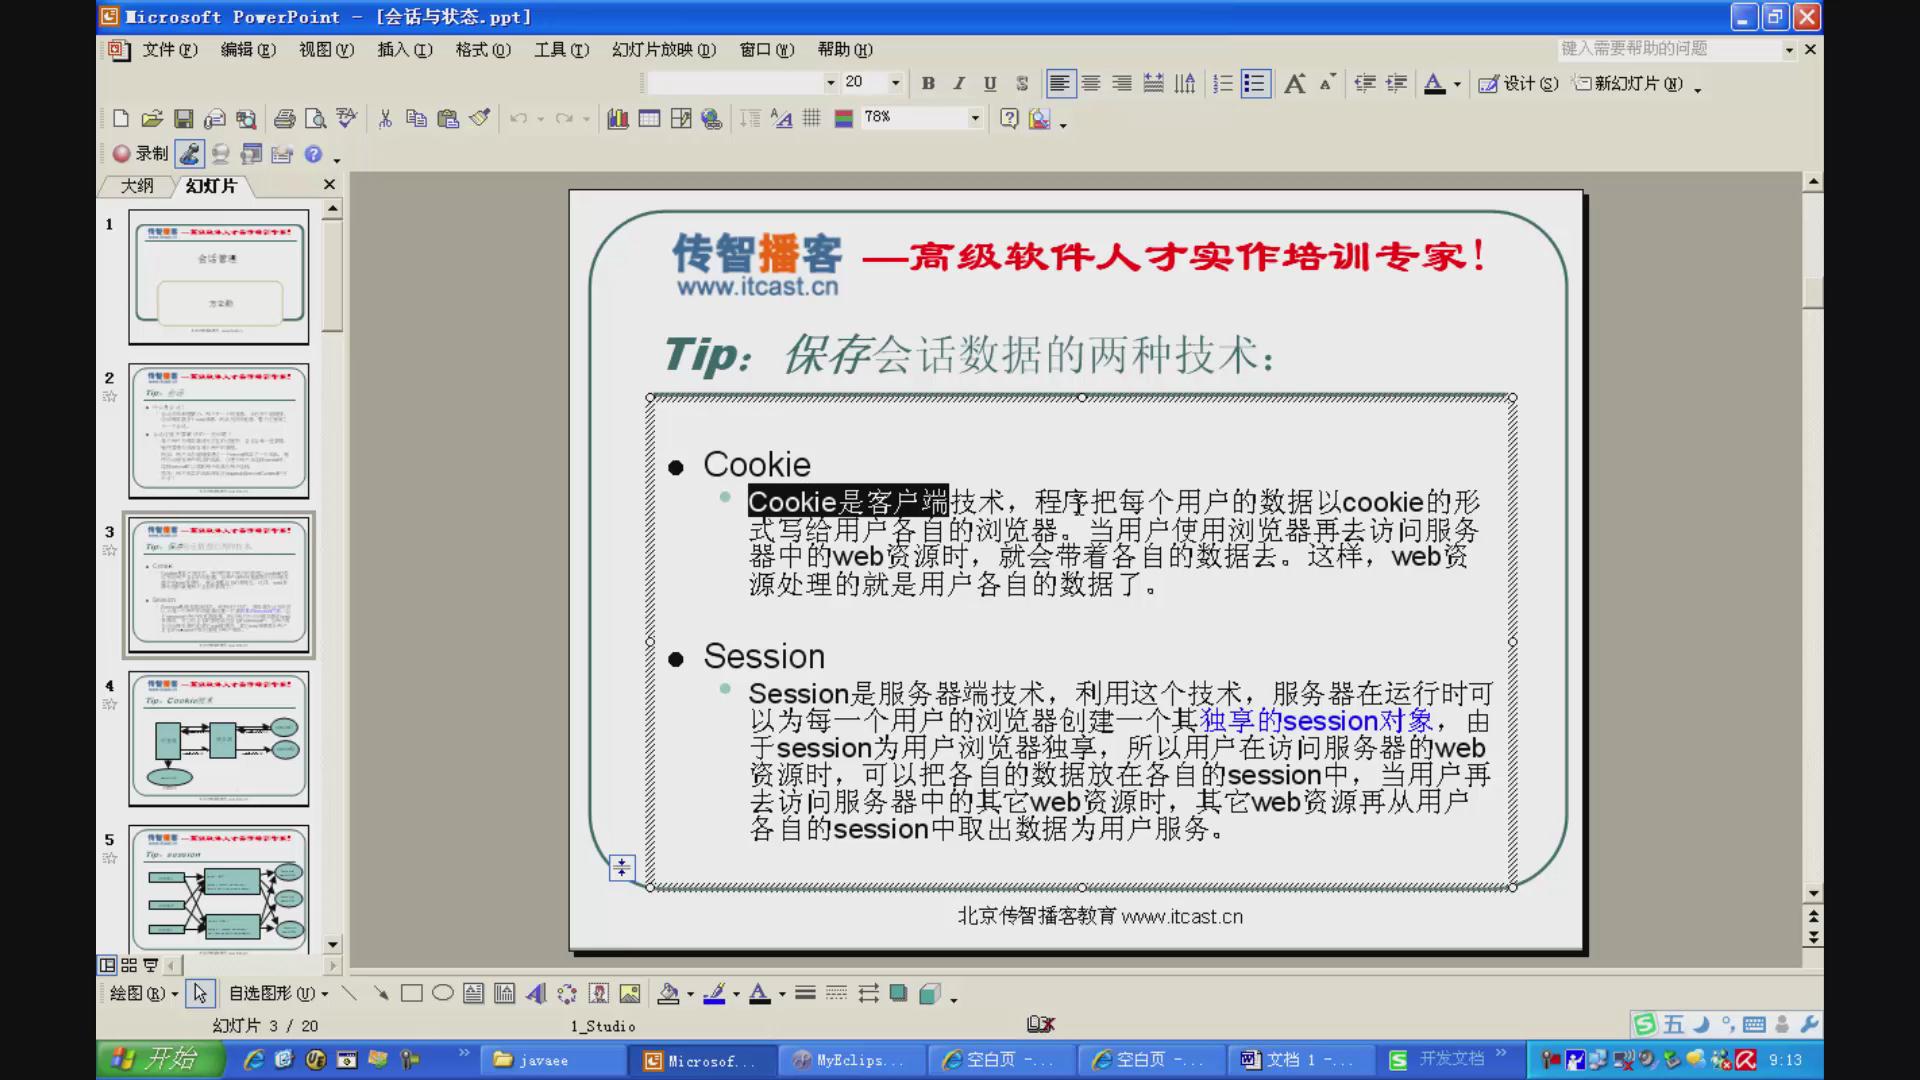 Microsoft PowerPoint - [会话与状态.ppt]
文件(F) 编辑(E) 视图(V) 插入(I) 格式(O) 工具(T) 幻灯片放映(D) 窗口(W) 帮助(H) 键入需要帮助的问题
20 B I U S A A A 设计(S) 新幻灯片(N)
78%
录制
大纲 幻灯片
传智播客 —高级软件人才实作培训专家!
www.itcast.cn
Tip：保存会话数据的两种技术：
Cookie
Cookie是客户端技术，程序把每个用户的数据以cookie的形
式写给用户各自的浏览器。当用户使用浏览器再去访问服务
器中的web资源时，就会带着各自的数据去。这样，web资
源处理的就是用户各自的数据了。
Session
Session是服务器端技术，利用这个技术，服务器在运行时可
以为每一个用户的浏览器创建一个其独享的session对象，由
于session为用户浏览器独享，所以用户在访问服务器的web
资源时，可以把各自的数据放在各自的session中，当用户再
去访问服务器中的其它web资源时，其它web资源再从用户
各自的session中取出数据为用户服务。
北京传智播客教育 www.itcast.cn
1
会话管理
2
Tip：会话
3
4
Tip：Cookie技术
5
Tip：session
绘图(R) 自选图形(U)
幻灯片 3 / 20 1_Studio
五
开始 javaee Microsof... MyEclips... 空白页 -... 空白页 -... 文档 1 -... 开发文档 9:13